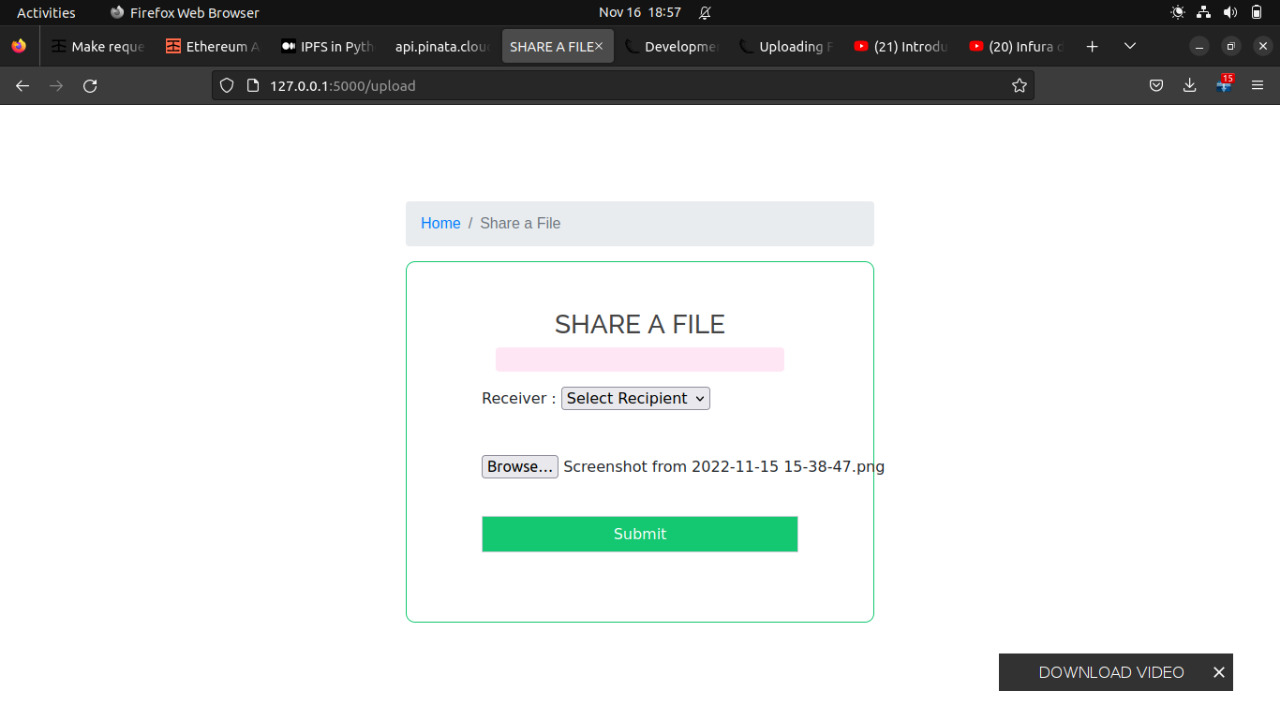 Activities Firefox Web Browser Nov 16 18:57
Make reque Ethereum A IPFS in Pyth api.pinata.clou SHARE A FILE Developme Uploading F (21) Introdu (20) Infura
127.0.0.1:5000/upload 15
Home / Share a File
SHARE A FILE
Receiver : Select Recipient
Browse... Screenshot from 2022-11-15 15-38-47.png
Submit
DOWNLOAD VIDEO